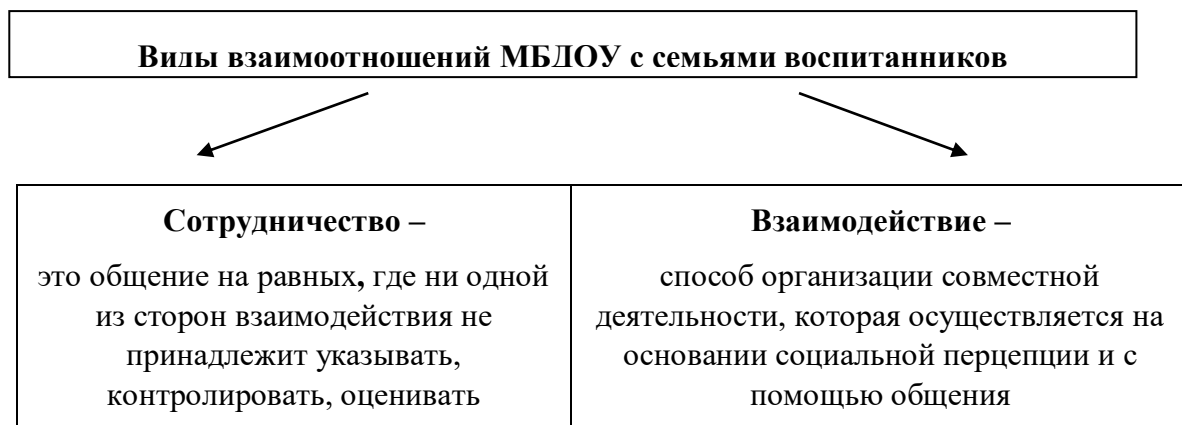 Виды взаимоотношений МБДОУ с семьями воспитанников
Сотрудничество –
это общение на равных, где ни одной
из сторон взаимодействия не
принадлежит указывать,
контролировать, оценивать
Взаимодействие –
способ организации совместной
деятельности, которая осуществляется на
основании социальной перцепции и с
помощью общения